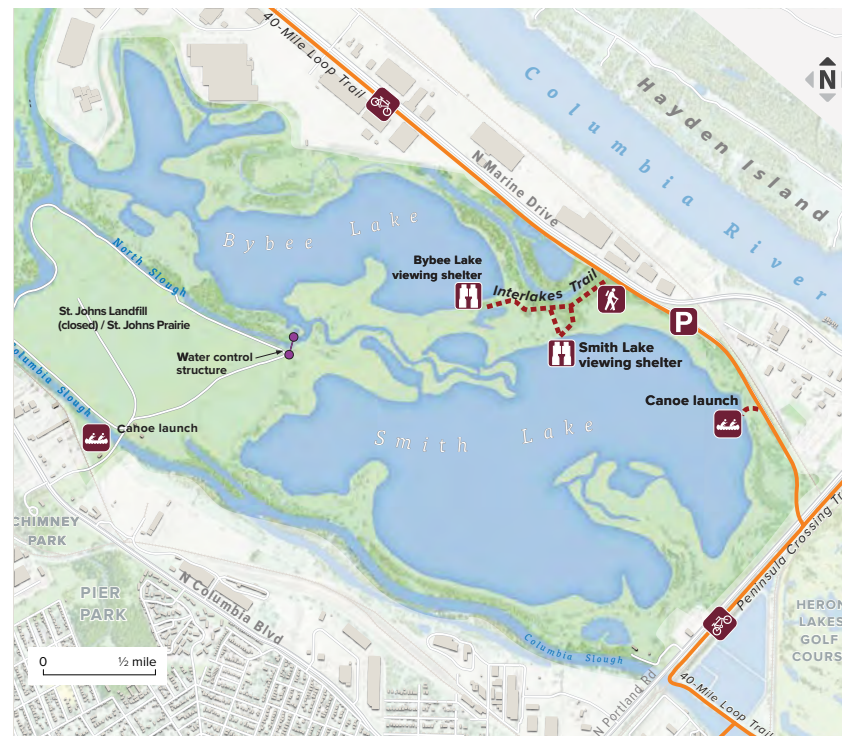 40-Mile Loop Trail
N
Hayden Island
Columbia River
N Marine Drive
Bybee Lake
Bybee Lake
viewing shelter
Interlakes Trail
North Slough
P
St. Johns Landfill
(closed) / St. Johns Prairie
Water control
structure
Smith Lake
viewing shelter
Columbia Slough
Canoe launch
Canoe launch
Smith Lake
CHIMNEY
PARK
Peninsula Crossing Tr
PIER
PARK
N Columbia Blvd
HERON
LAKES
GOLF
COURS
Columbia Slough
0
½ mile
N Portland Rd
40-Mile Loop Trail